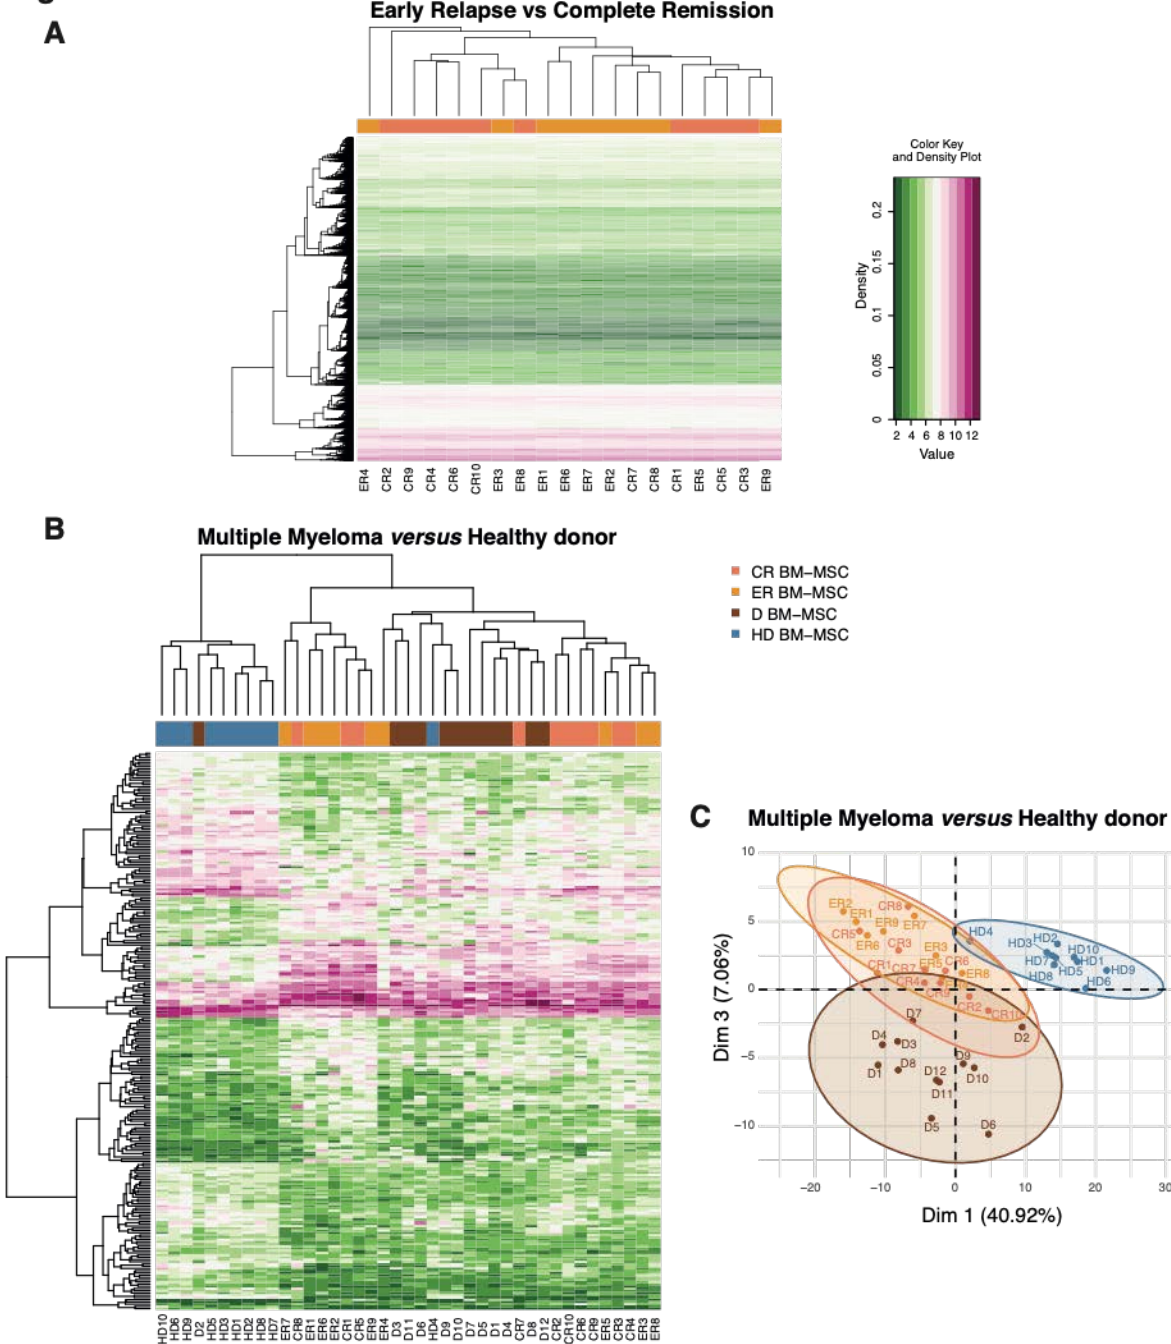 Early Relapse vs Complete Remission
A
Color Key
and Density Plot
Density
0 0.05 0.1 0.15 0.2
2 4 6 8 10 12
Value
ER4 CR2 CR9 CR4 CR6 CR10 ER3 ER8 ER1 ER6 ER7 ER2 CR7 CR8 CR1 ER5 CR5 CR3 ER9
B
Multiple Myeloma versus Healthy donor
CR BM−MSC
ER BM−MSC
D BM−MSC
HD BM−MSC
HD10 HD6 HD9 D2 HD5 HD3 HD1 HD2 HD8 HD7 ER7 CR8 ER1 ER6 ER2 CR1 CR5 ER9 ER4 D3 D11 D6 HD4 D9 D10 D7 D5 D1 D4 CR7 D8 D12 CR2 CR10 CR6 CR9 ER5 CR3 CR4 ER3 ER8
C
Multiple Myeloma versus Healthy donor
10
5
0
−5
−10
Dim 3 (7.06%)
ER2 ER1 CR8
ER9 ER7
CR5 ER6 CR3 ER3
CR1 CR7 ER5 CR6
CR4 ER8
CR9 CR2 CR10
HD4 HD3 HD2 HD10
HD7 HD1
HD8 HD5 HD9
HD6
D7 D2
D4 D3
D1 D8 D9
D12 D10
D11
D5 D6
−20 −10 0 10 20 30
Dim 1 (40.92%)